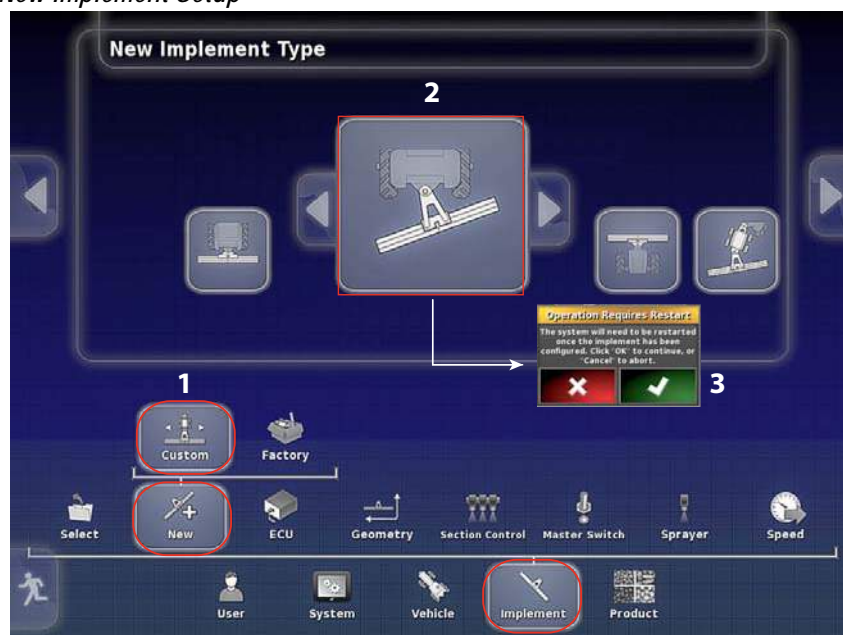 New Implement Setup
New Implement Type
2
Operation Requires Restart
The system will need to be restarted
once the implement has been
configured. Click "OK" to continue, or
"Cancel" to abort.
3
1
Custom
Factory
Select
New
ECU
Geometry
Section Control
Master Switch
Sprayer
Speed
User
System
Vehicle
Implement
Product